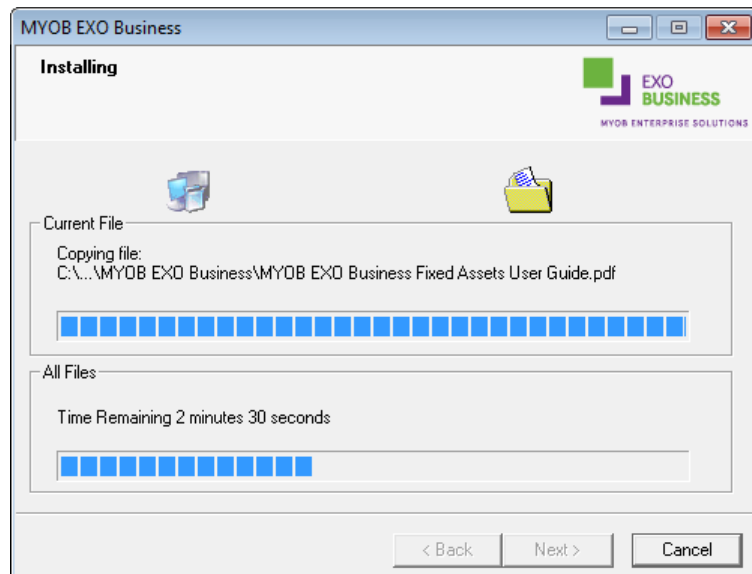 MYOB EXO Business
Installing
EXO
BUSINESS
MYOB ENTERPRISE SOLUTIONS
Current File
Copying file:
C:\...\MYOB EXO Business\MYOB EXO Business Fixed Assets User Guide.pdf
All Files
Time Remaining 2 minutes 30 seconds
< Back
Next >
Cancel